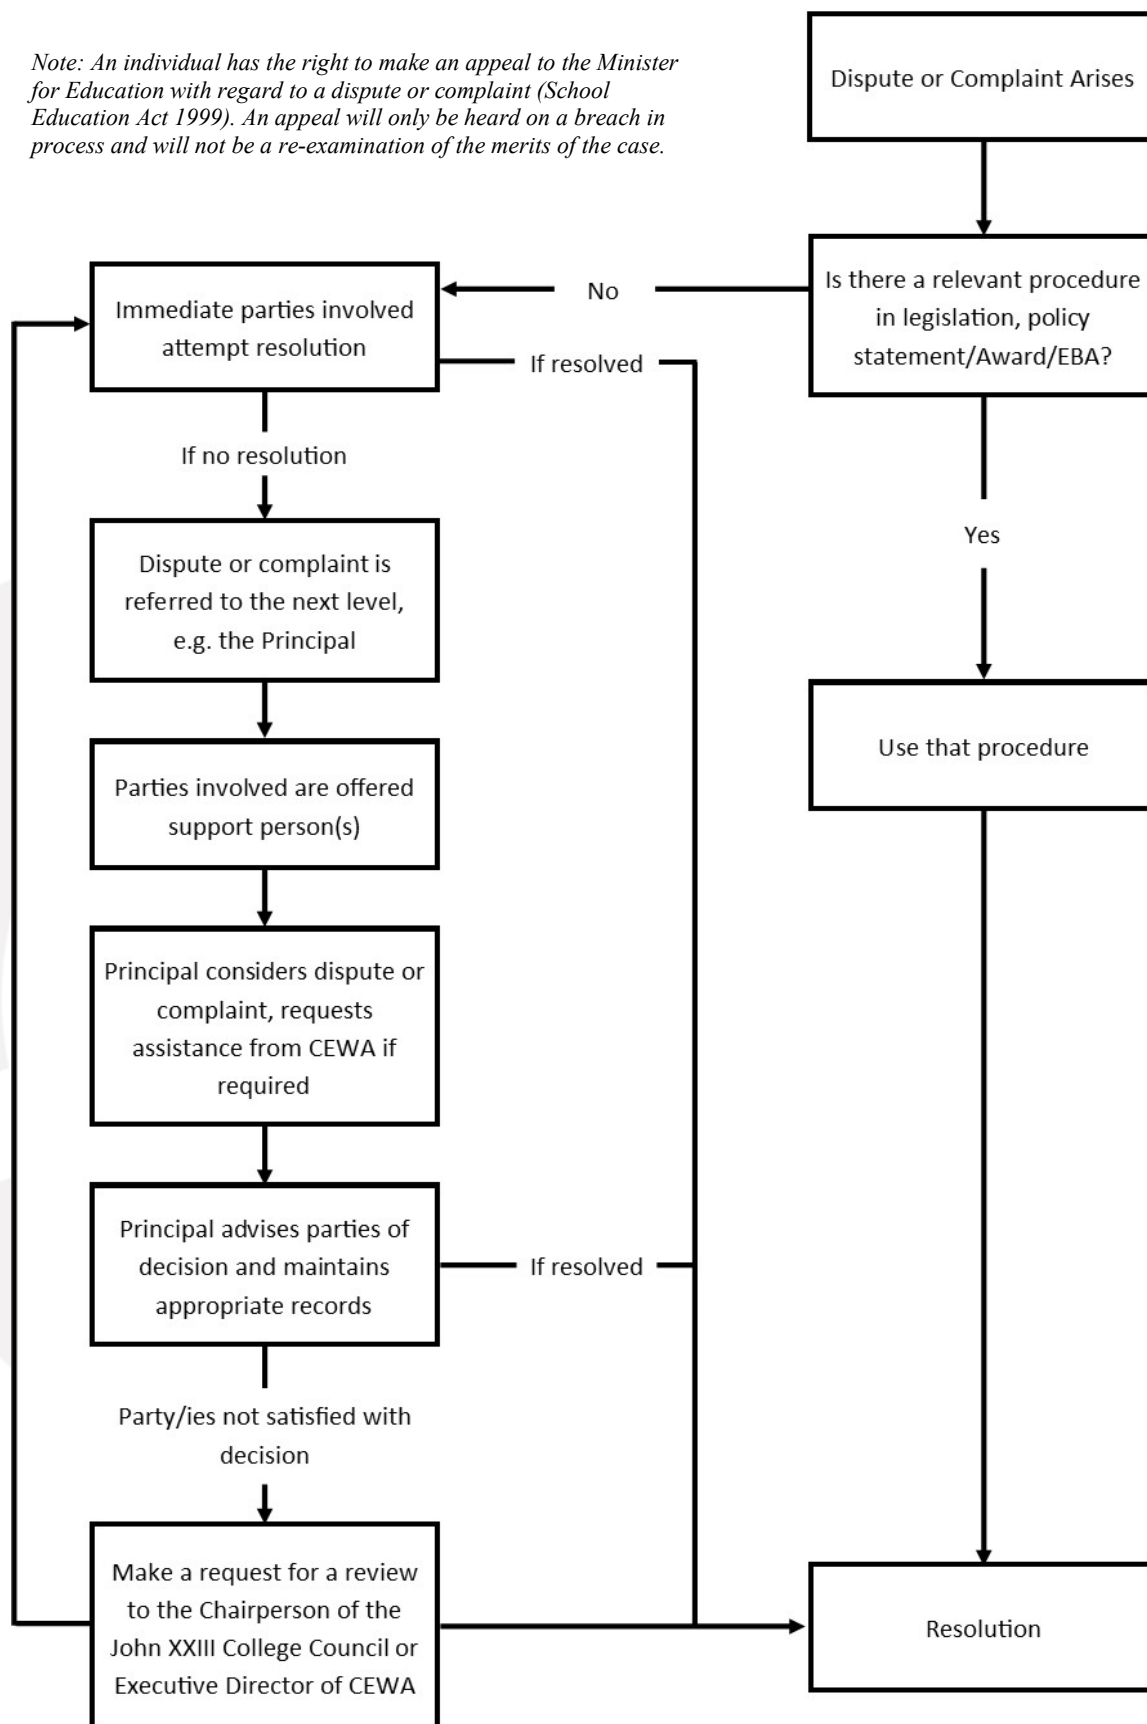 Note: An individual has the right to make an appeal to the Minister
for Education with regard to a dispute or complaint (School
Education Act 1999). An appeal will only be heard on a breach in
process and will not be a re-examination of the merits of the case.
Dispute or Complaint Arises
Is there a relevant procedure
in legislation, policy
statement/Award/EBA?
No
Immediate parties involved
attempt resolution
If resolved
If no resolution
Yes
Dispute or complaint is
referred to the next level,
e.g. the Principal
Use that procedure
Parties involved are offered
support person(s)
Principal considers dispute or
complaint, requests
assistance from CEWA if
required
Principal advises parties of
decision and maintains
appropriate records
If resolved
Party/ies not satisfied with
decision
Make a request for a review
to the Chairperson of the
John XXIII College Council or
Executive Director of CEWA
Resolution